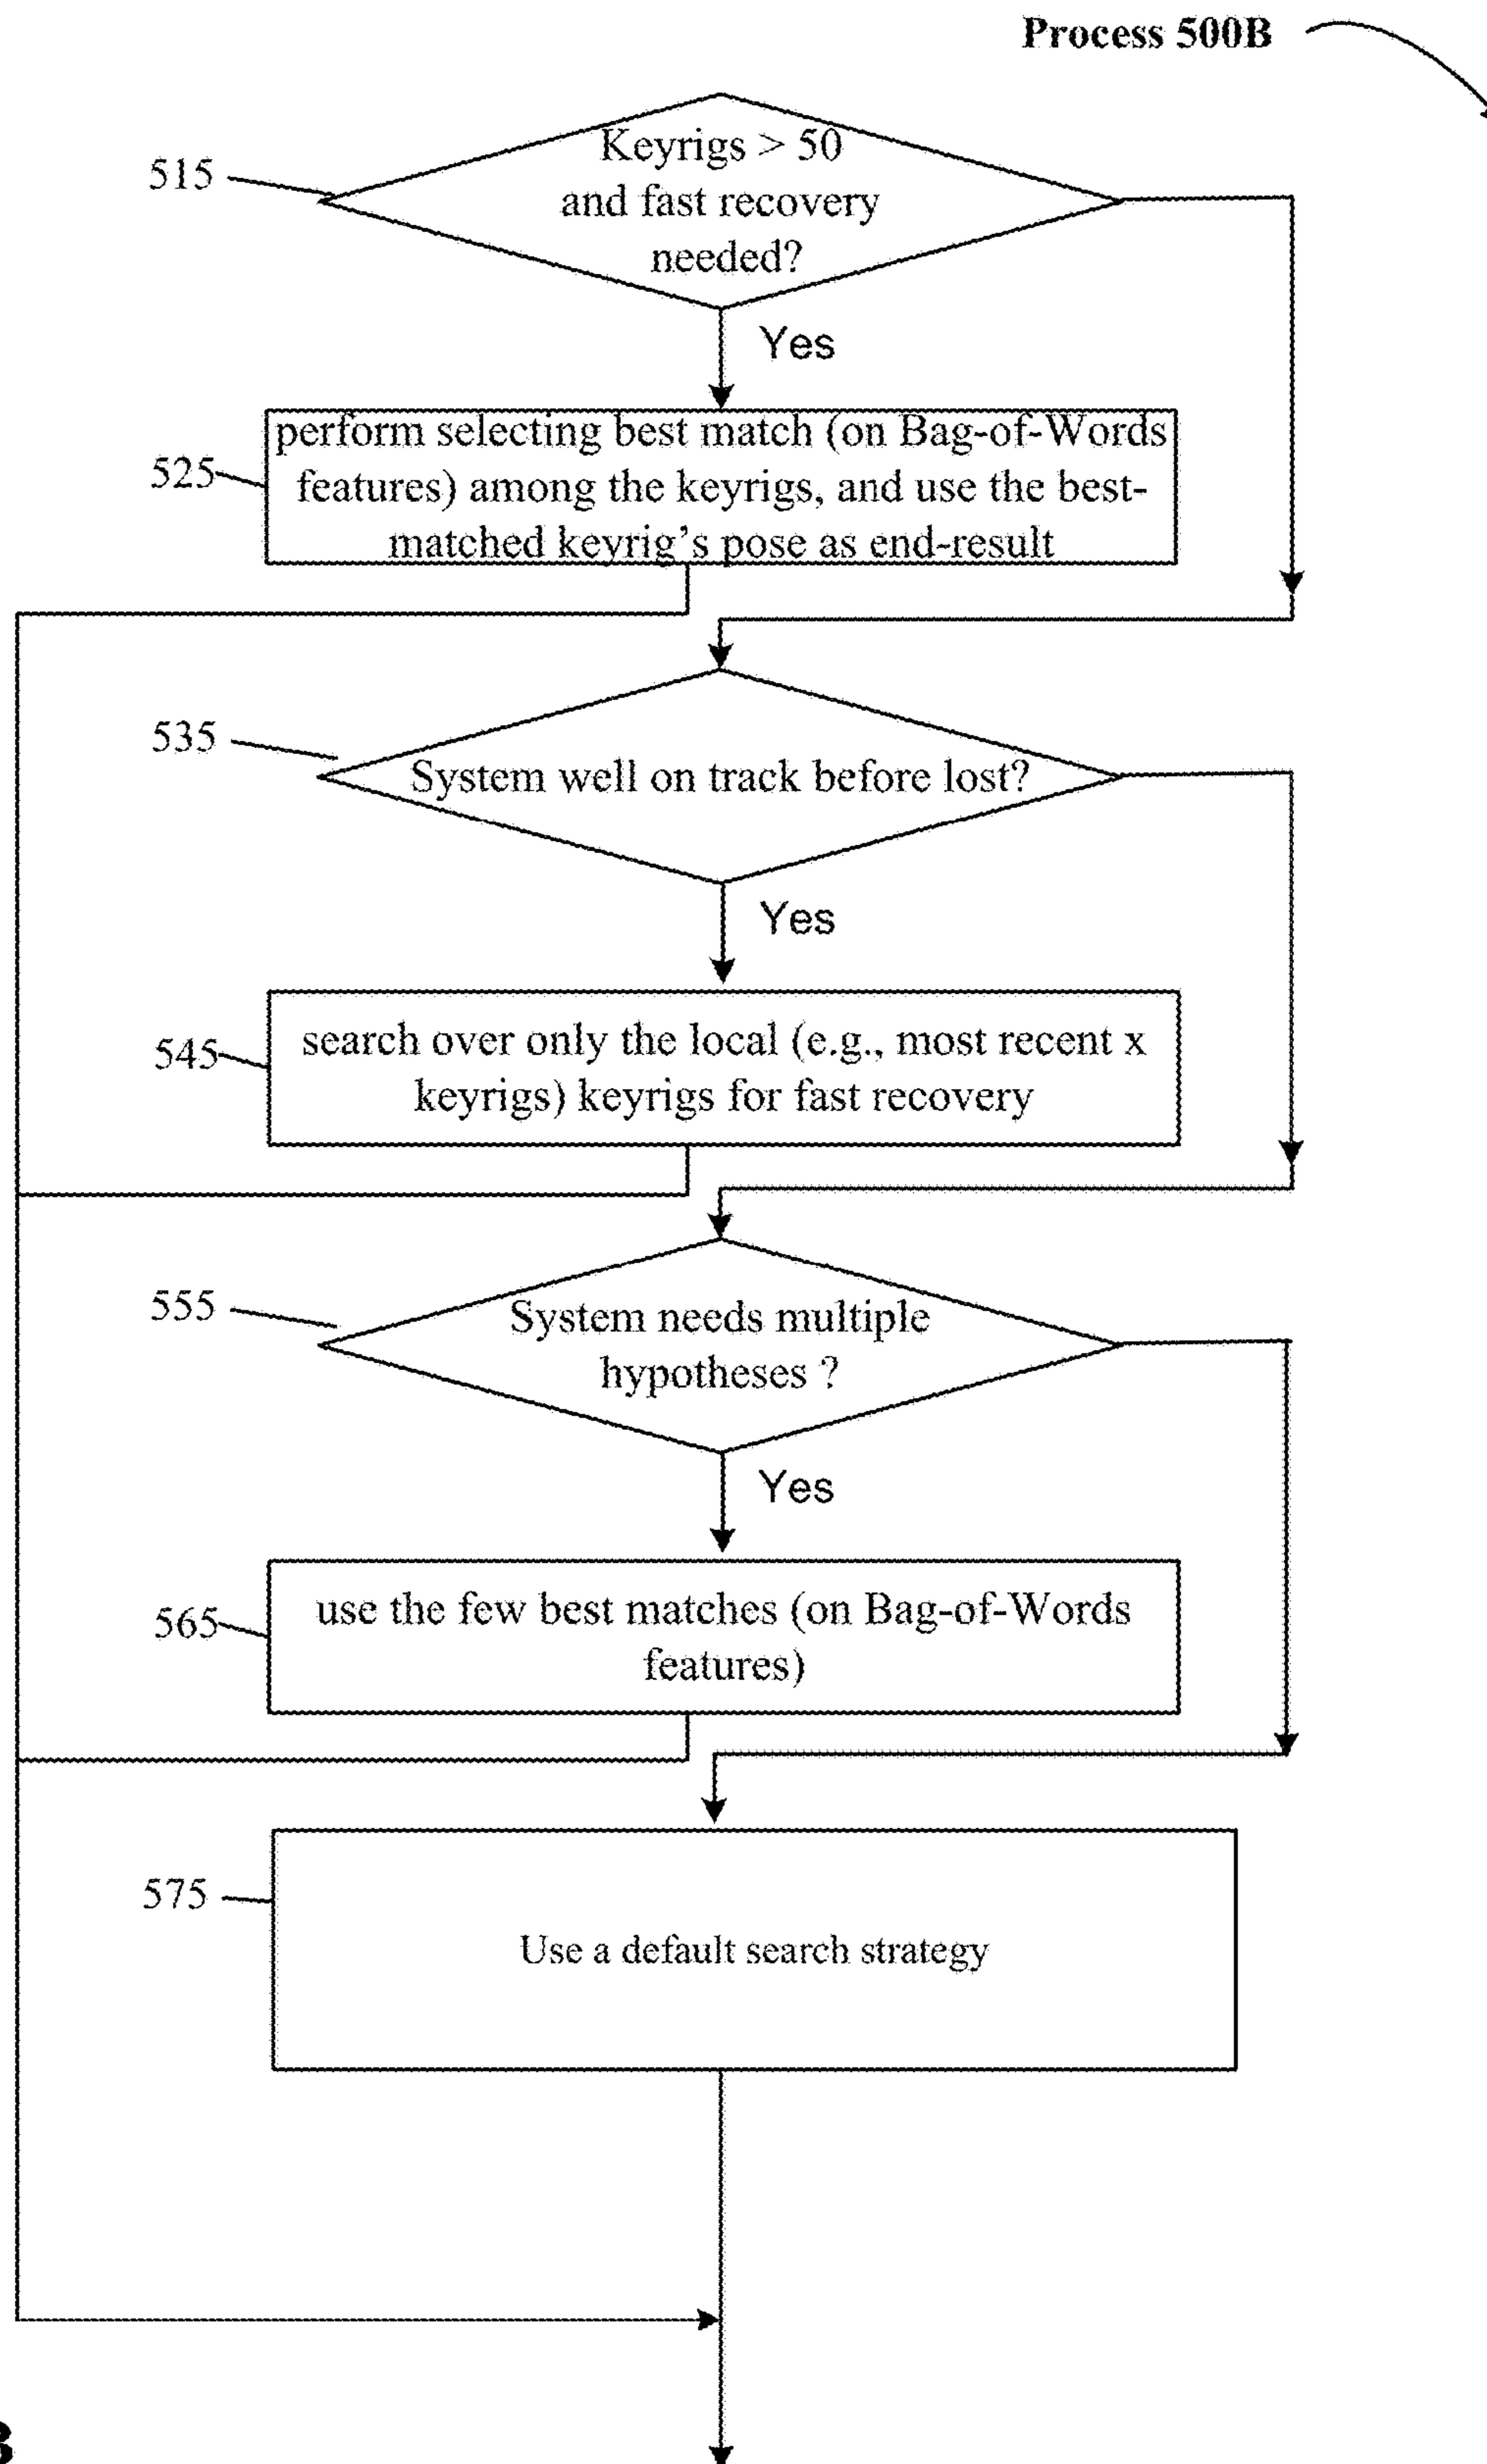 Process 500B
Keyrigs > 50
515
and fast recovery
needed?
Yes
perform selecting best match (on Bag-of-Words
525
features) among the keyrigs, and use the best-
matched keyrig's pose as end-result
535
System well on track before lost?
Yes
search over only the local (e.g., most recent x
545
keyrigs) keyrigs for fast recovery
555
System needs multiple
hypotheses ?
Yes
use the few best matches (on Bag-of-Words
565
features)
575
Use a default search strategy
B